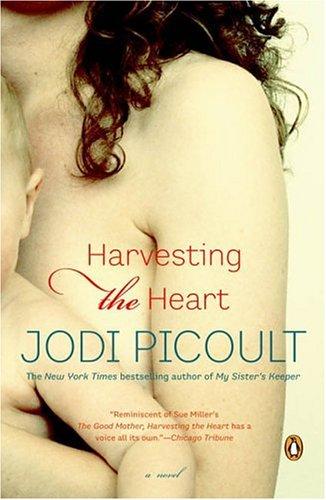 Harvesting
the Heart
JODI PICOULT
The New York Times bestselling author of My Sister's Keeper
"Reminiscent of Sue Miller's
The Good Mother, Harvesting the Heart has a
voice all its own."—Chicago Tribune
a novel